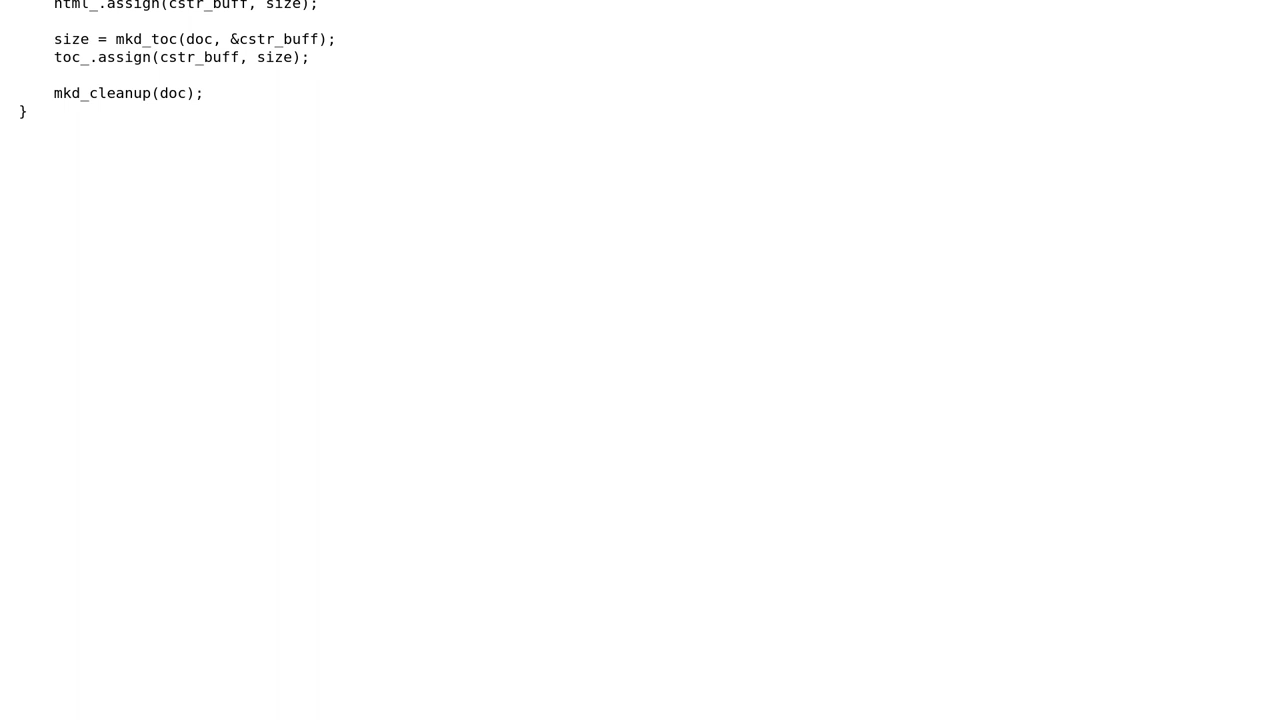 html_.assign(cstr_buff, size);
size = mkd_toc(doc, &cstr_buff);
toc_.assign(cstr_buff, size);
mkd_cleanup(doc);
}